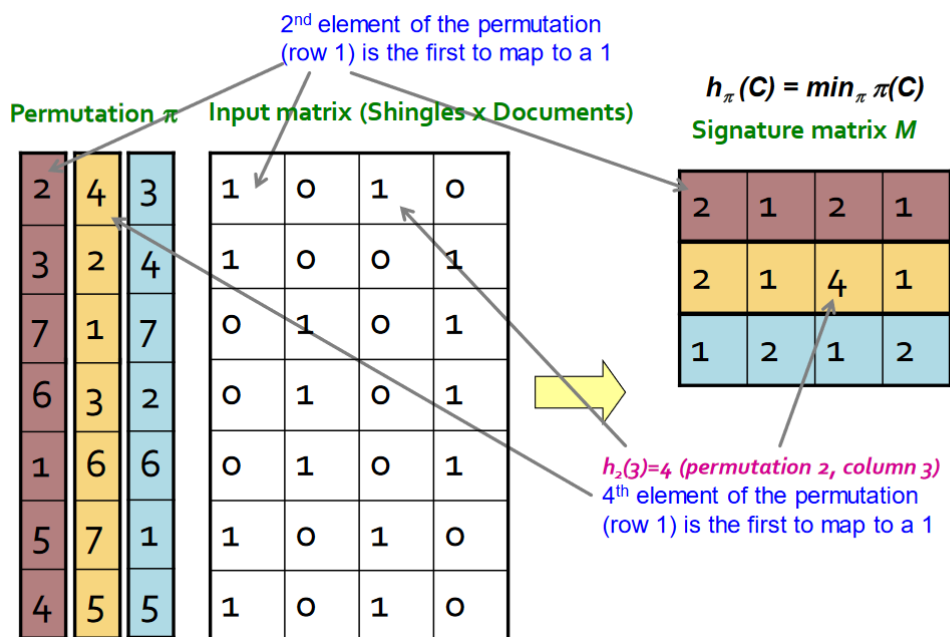 2nd element of the permutation
(row 1) is the first to map to a 1
hπ(C) = minπ π(C)
Permutation π
Input matrix (Shingles x Documents)
Signature matrix M
2 4 3 1 0 1 0
3 2 4 1 0 0 1
7 1 7 0 1 0 1
6 3 2 0 1 0 1
1 6 6 0 1 0 1
5 7 1 1 0 1 0
4 5 5 1 0 1 0
2 1 2 1
2 1 4 1
1 2 1 2
h2(3)=4 (permutation 2, column 3)
4th element of the permutation
(row 1) is the first to map to a 1